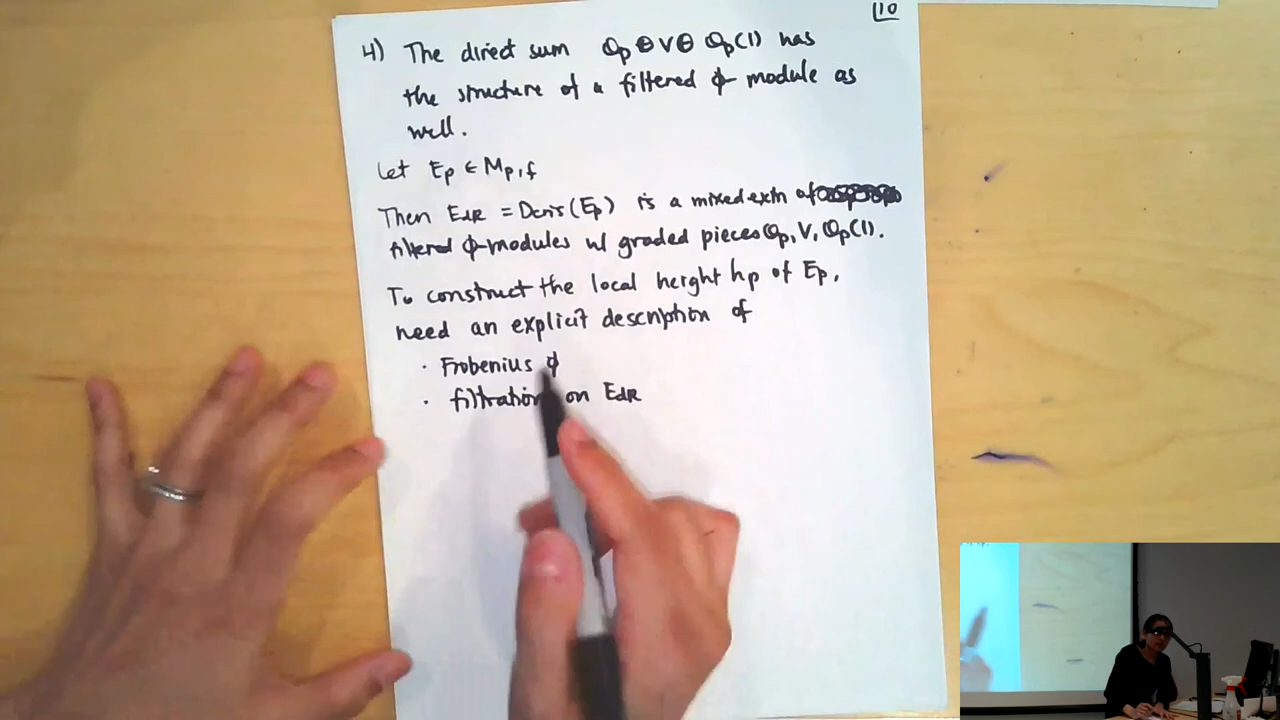 10
4) The direct sum Qp ⊕ V ⊕ Qp(1) has
the structure of a filtered ϕ module as
well.
Let Ep ∈ Mp,f
Then EdR = Dcris(Ep) is a mixed extn of
filtered ϕ-modules w/ graded pieces Qp, V, Qp(1).
To construct the local height hp of Ep,
need an explicit description of
· Frobenius ϕ
· filtration on EdR